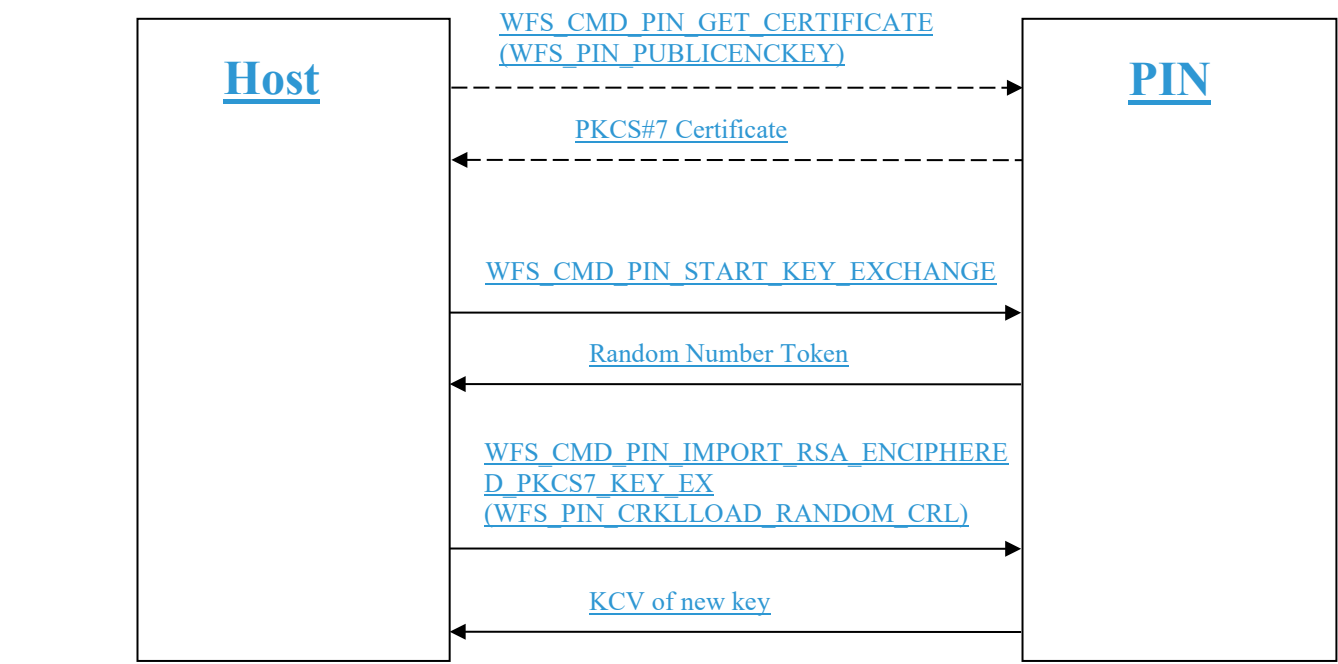 WFS_CMD_PIN_GET_CERTIFICATE
(WFS_PIN_PUBLICENCKEY)
Host
PIN
PKCS#7 Certificate
WFS_CMD_PIN_START_KEY_EXCHANGE
Random Number Token
WFS_CMD_PIN_IMPORT_RSA_ENCIPHERE
D_PKCS7_KEY_EX
(WFS_PIN_CRKLLOAD_RANDOM_CRL)
KCV of new key